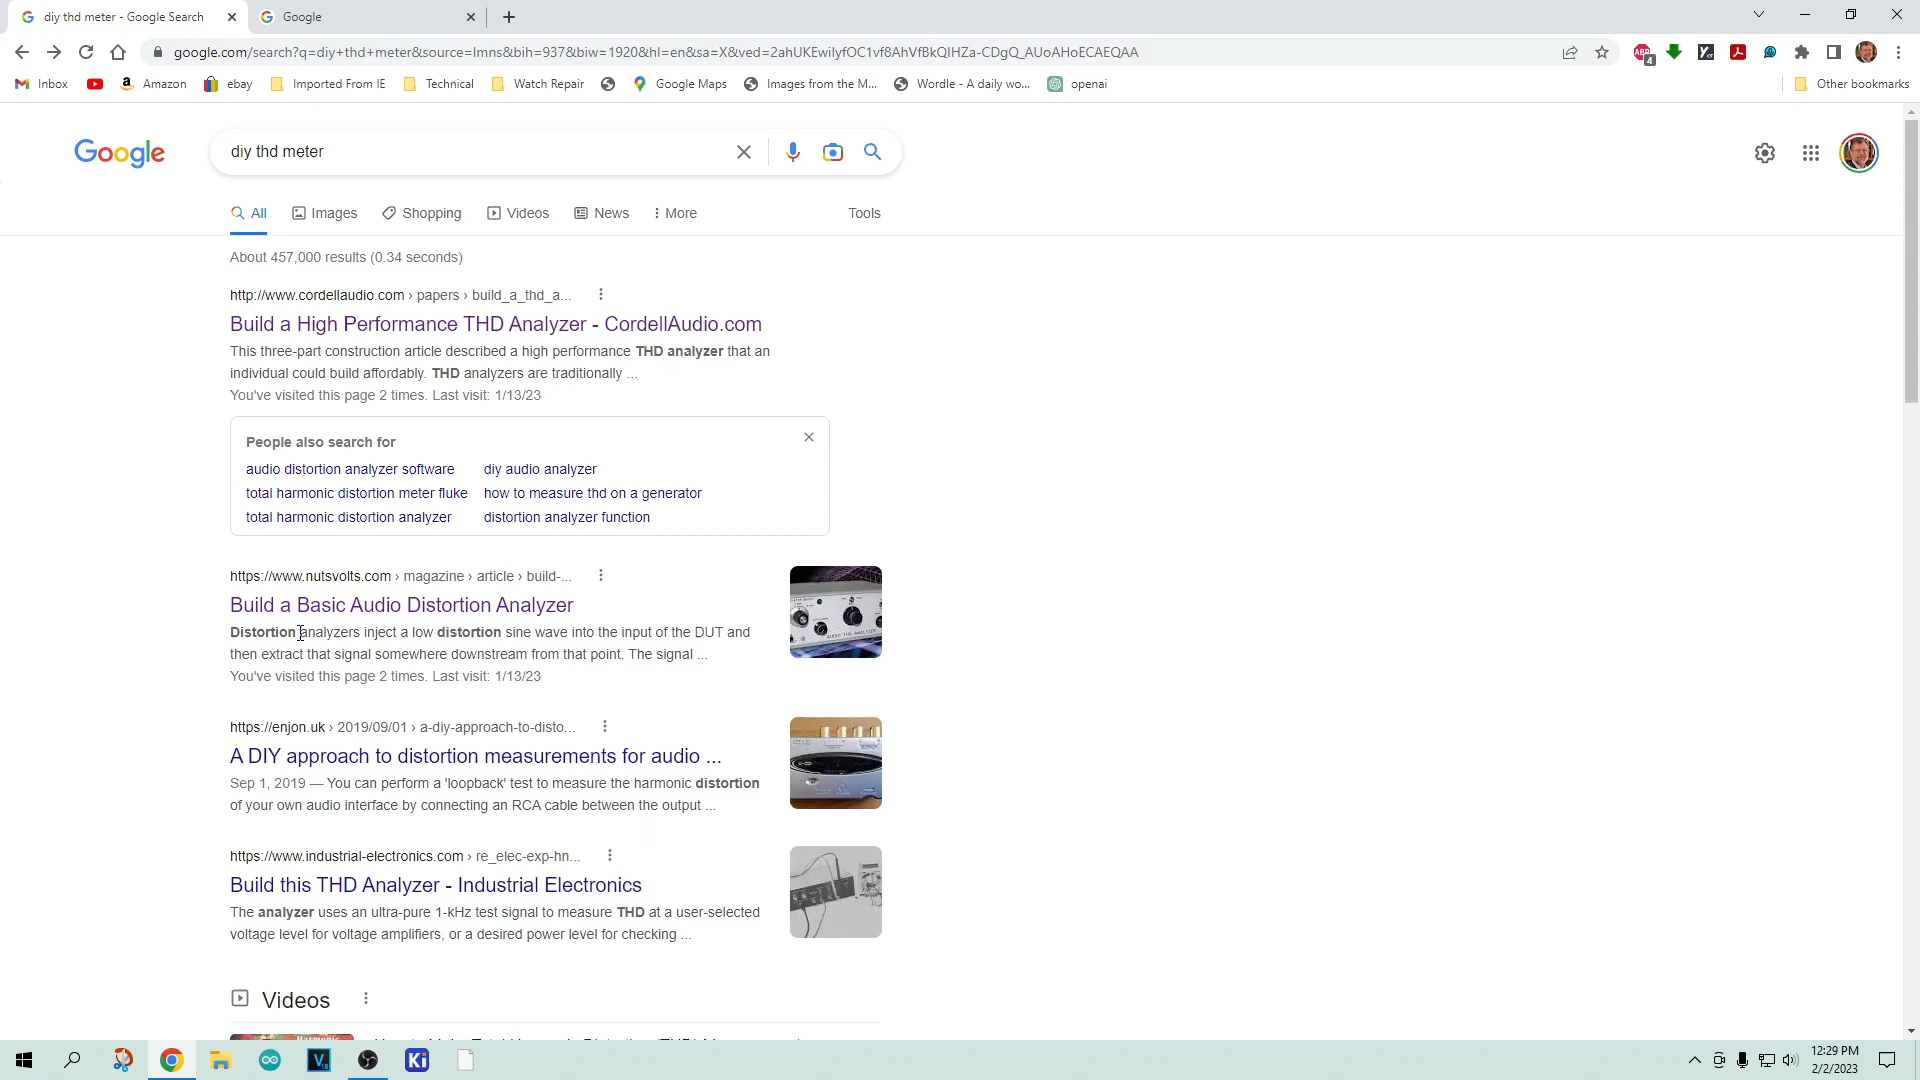 diy thd meter - Google Search
Google
google.com/search?q=diy+thd+meter&source=lmns&bih=937&biw=1920&hl=en&sa=X&ved=2ahUKEwilyfOC1vf8AhVfBkQIHZa-CDgQ_AUoAHoECAEQAA
4
Inbox
Amazon
ebay
Imported From IE
Technical
Watch Repair
Google Maps
Images from the M...
Wordle - A daily wo...
openai
Other bookmarks
Google
diy thd meter
All
Images
Shopping
Videos
News
More
Tools
About 457,000 results (0.34 seconds)
http://www.cordellaudio.com › papers › build_a_thd_a...
Build a High Performance THD Analyzer - CordellAudio.com
This three-part construction article described a high performance THD analyzer that an
individual could build affordably. THD analyzers are traditionally ...
You've visited this page 2 times. Last visit: 1/13/23
People also search for
audio distortion analyzer software
diy audio analyzer
total harmonic distortion meter fluke
how to measure thd on a generator
total harmonic distortion analyzer
distortion analyzer function
https://www.nutsvolts.com › magazine › article › build-...
Build a Basic Audio Distortion Analyzer
Distortion analyzers inject a low distortion sine wave into the input of the DUT and
then extract that signal somewhere downstream from that point. The signal ...
You've visited this page 2 times. Last visit: 1/13/23
https://enjon.uk › 2019/09/01 › a-diy-approach-to-disto...
A DIY approach to distortion measurements for audio ...
Sep 1, 2019 — You can perform a 'loopback' test to measure the harmonic distortion
of your own audio interface by connecting an RCA cable between the output ...
https://www.industrial-electronics.com › re_elec-exp-hn...
Build this THD Analyzer - Industrial Electronics
The analyzer uses an ultra-pure 1-kHz test signal to measure THD at a user-selected
voltage level for voltage amplifiers, or a desired power level for checking ...
Videos
Ki
12:29 PM
2/2/2023